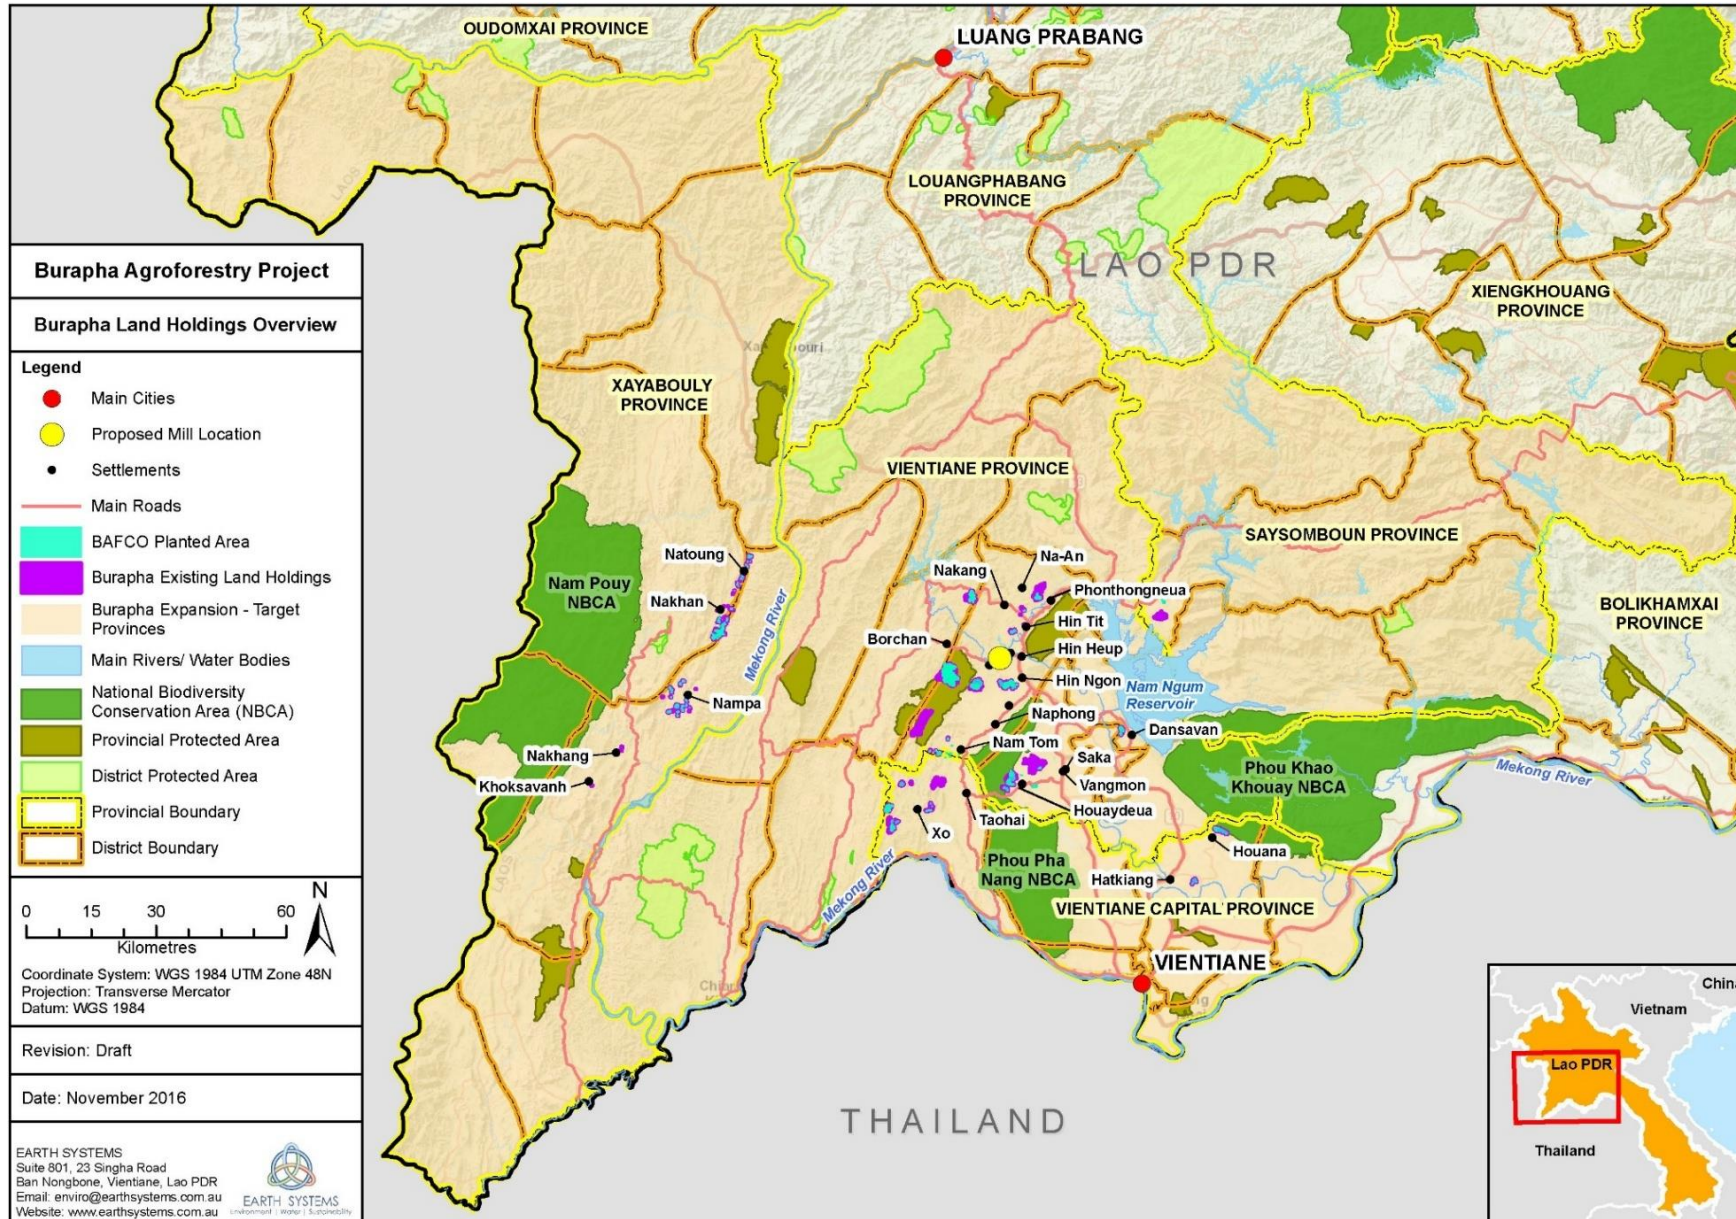 Burapha Agroforestry Project
Burapha Land Holdings Overview
Legend
Main Cities
Proposed Mill Location
Settlements
Main Roads
BAFCO Planted Area
Burapha Existing Land Holdings
Burapha Expansion - Target
Provinces
Main Rivers/ Water Bodies
National Biodiversity
Conservation Area (NBCA)
Provincial Protected Area
District Protected Area
Provincial Boundary
District Boundary
0 15 30 60
Kilometres
N
Coordinate System: WGS 1984 UTM Zone 48N
Projection: Transverse Mercator
Datum: WGS 1984
Revision: Draft
Date: November 2016
EARTH SYSTEMS
Suite 801, 23 Singha Road
Ban Nongbone, Vientiane, Lao PDR
Email: enviro@earthsystems.com.au
Website: www.earthsystems.com.au
EARTH SYSTEMS
Environment | Water | Sustainability
OUDOMXAI PROVINCE
LUANG PRABANG
LOUANGPHABANG
PROVINCE
LAO PDR
XIENGKHOUANG
PROVINCE
XAYABOULY
PROVINCE
VIENTIANE PROVINCE
SAYSOMBOUN PROVINCE
BOLIKHAMXAI
PROVINCE
Natoung
Nam Pouy
NBCA
Nakhan
Mekong River
Nampa
Nakhang
Khoksavanh
Na-An
Nakang
Phonthongneua
Hin Tit
Borchan
Hin Heup
Hin Ngon
Nam Ngum
Reservoir
Naphong
Dansavan
Nam Tom
Saka
Vangmon
Phou Khao
Khouay NBCA
Mekong River
Houaydeua
Taohai
Xo
Houana
Phou Pha
Nang NBCA
Hatkiang
Mekong River
VIENTIANE CAPITAL PROVINCE
VIENTIANE
THAILAND
China
Vietnam
Lao PDR
Thailand